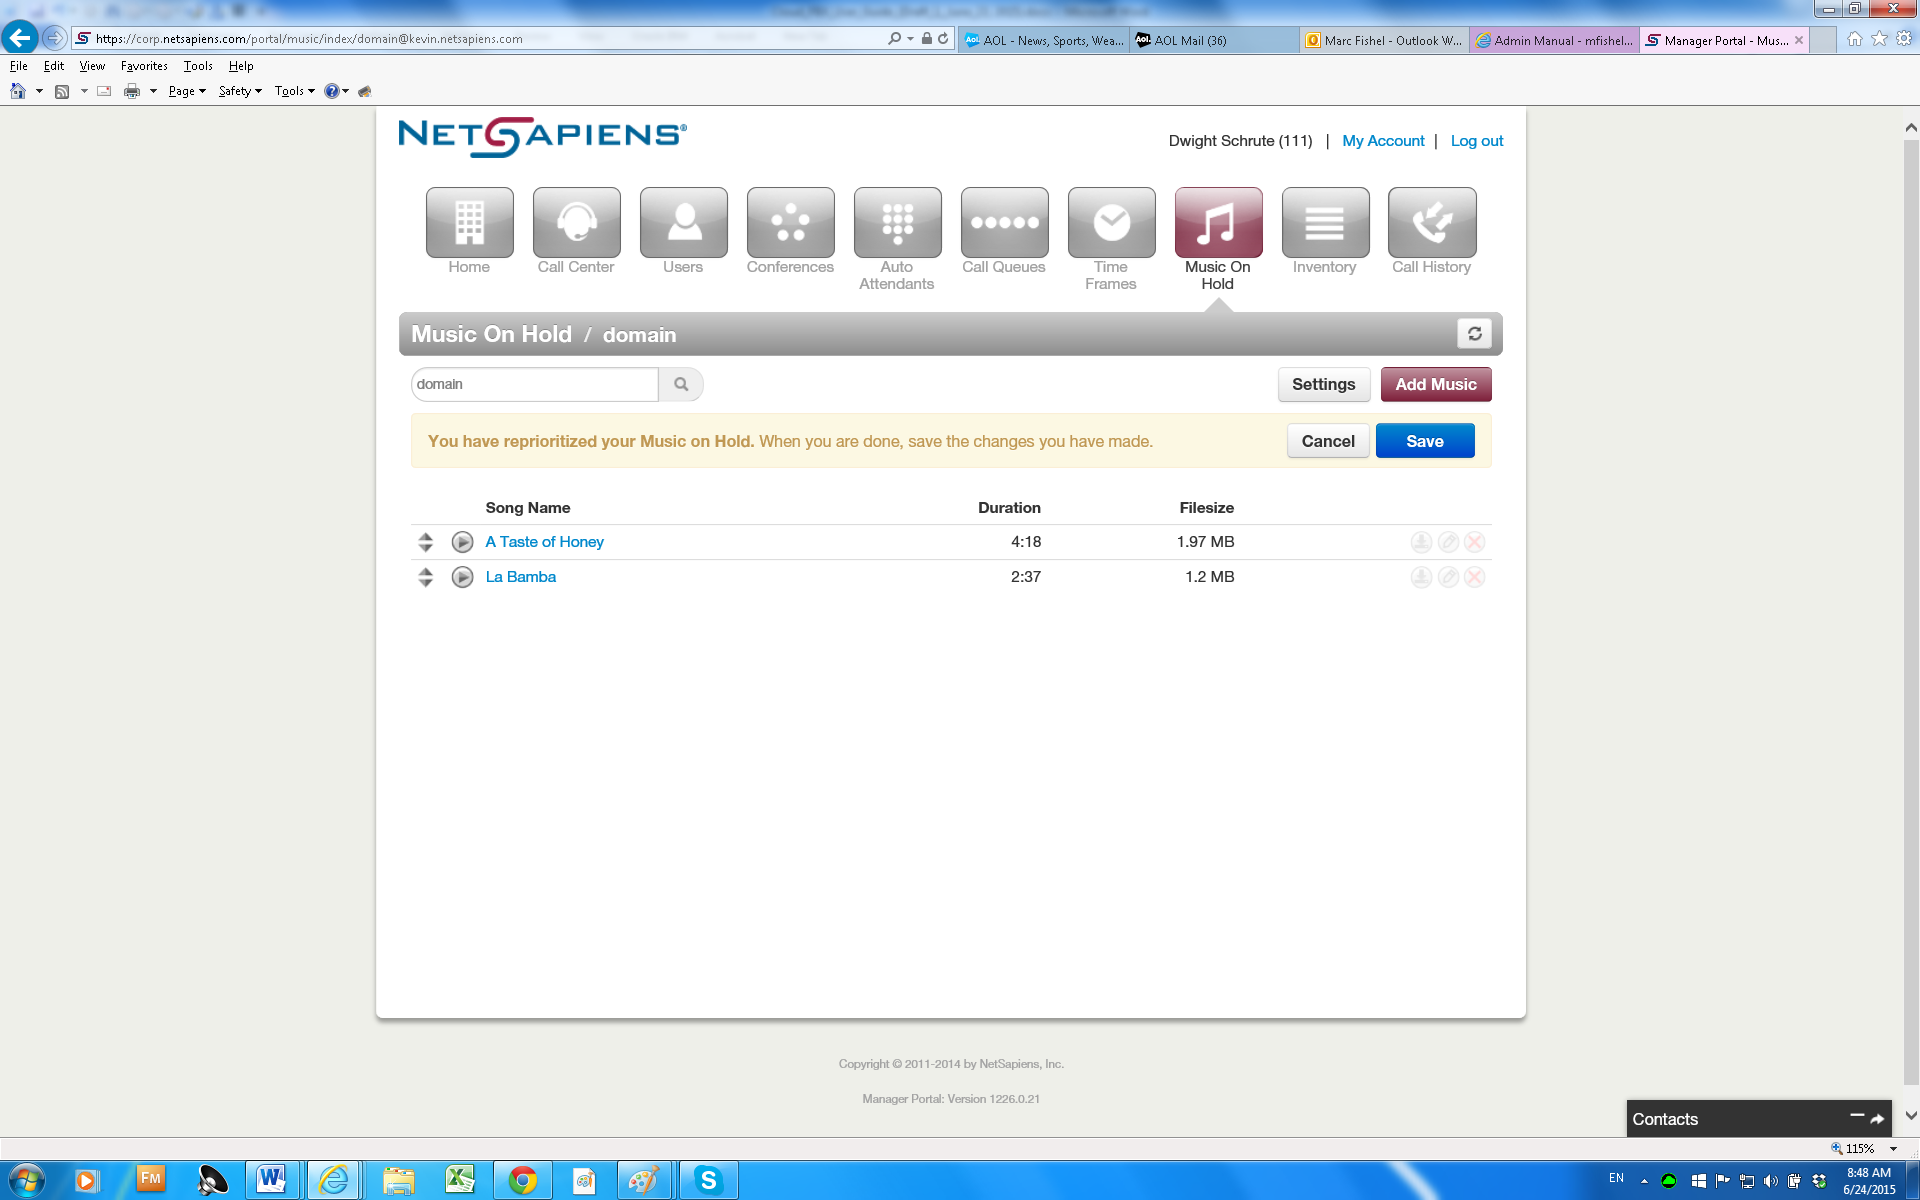 https://corp.netsapiens.com/portal/music/index/domain@kevin.netsapiens.com
AOL - News, Sports, Wea...
AOL Mail (36)
Marc Fishel - Outlook W...
Admin Manual - mfishel...
Manager Portal - Mus...
File Edit View Favorites Tools Help
Page Safety Tools
NETSAPIENS®
Dwight Schrute (111) | My Account | Log out
Home
Call Center
Users
Conferences
Auto Attendants
Call Queues
Time Frames
Music On Hold
Inventory
Call History
Music On Hold / domain
domain
Settings
Add Music
You have reprioritized your Music on Hold. When you are done, save the changes you have made.
Cancel
Save
Song Name Duration Filesize
A Taste of Honey 4:18 1.97 MB
La Bamba 2:37 1.2 MB
Copyright © 2011-2014 by NetSapiens, Inc.
Manager Portal: Version 1226.0.21
Contacts
115%
FM
EN
8:48 AM
6/24/2015